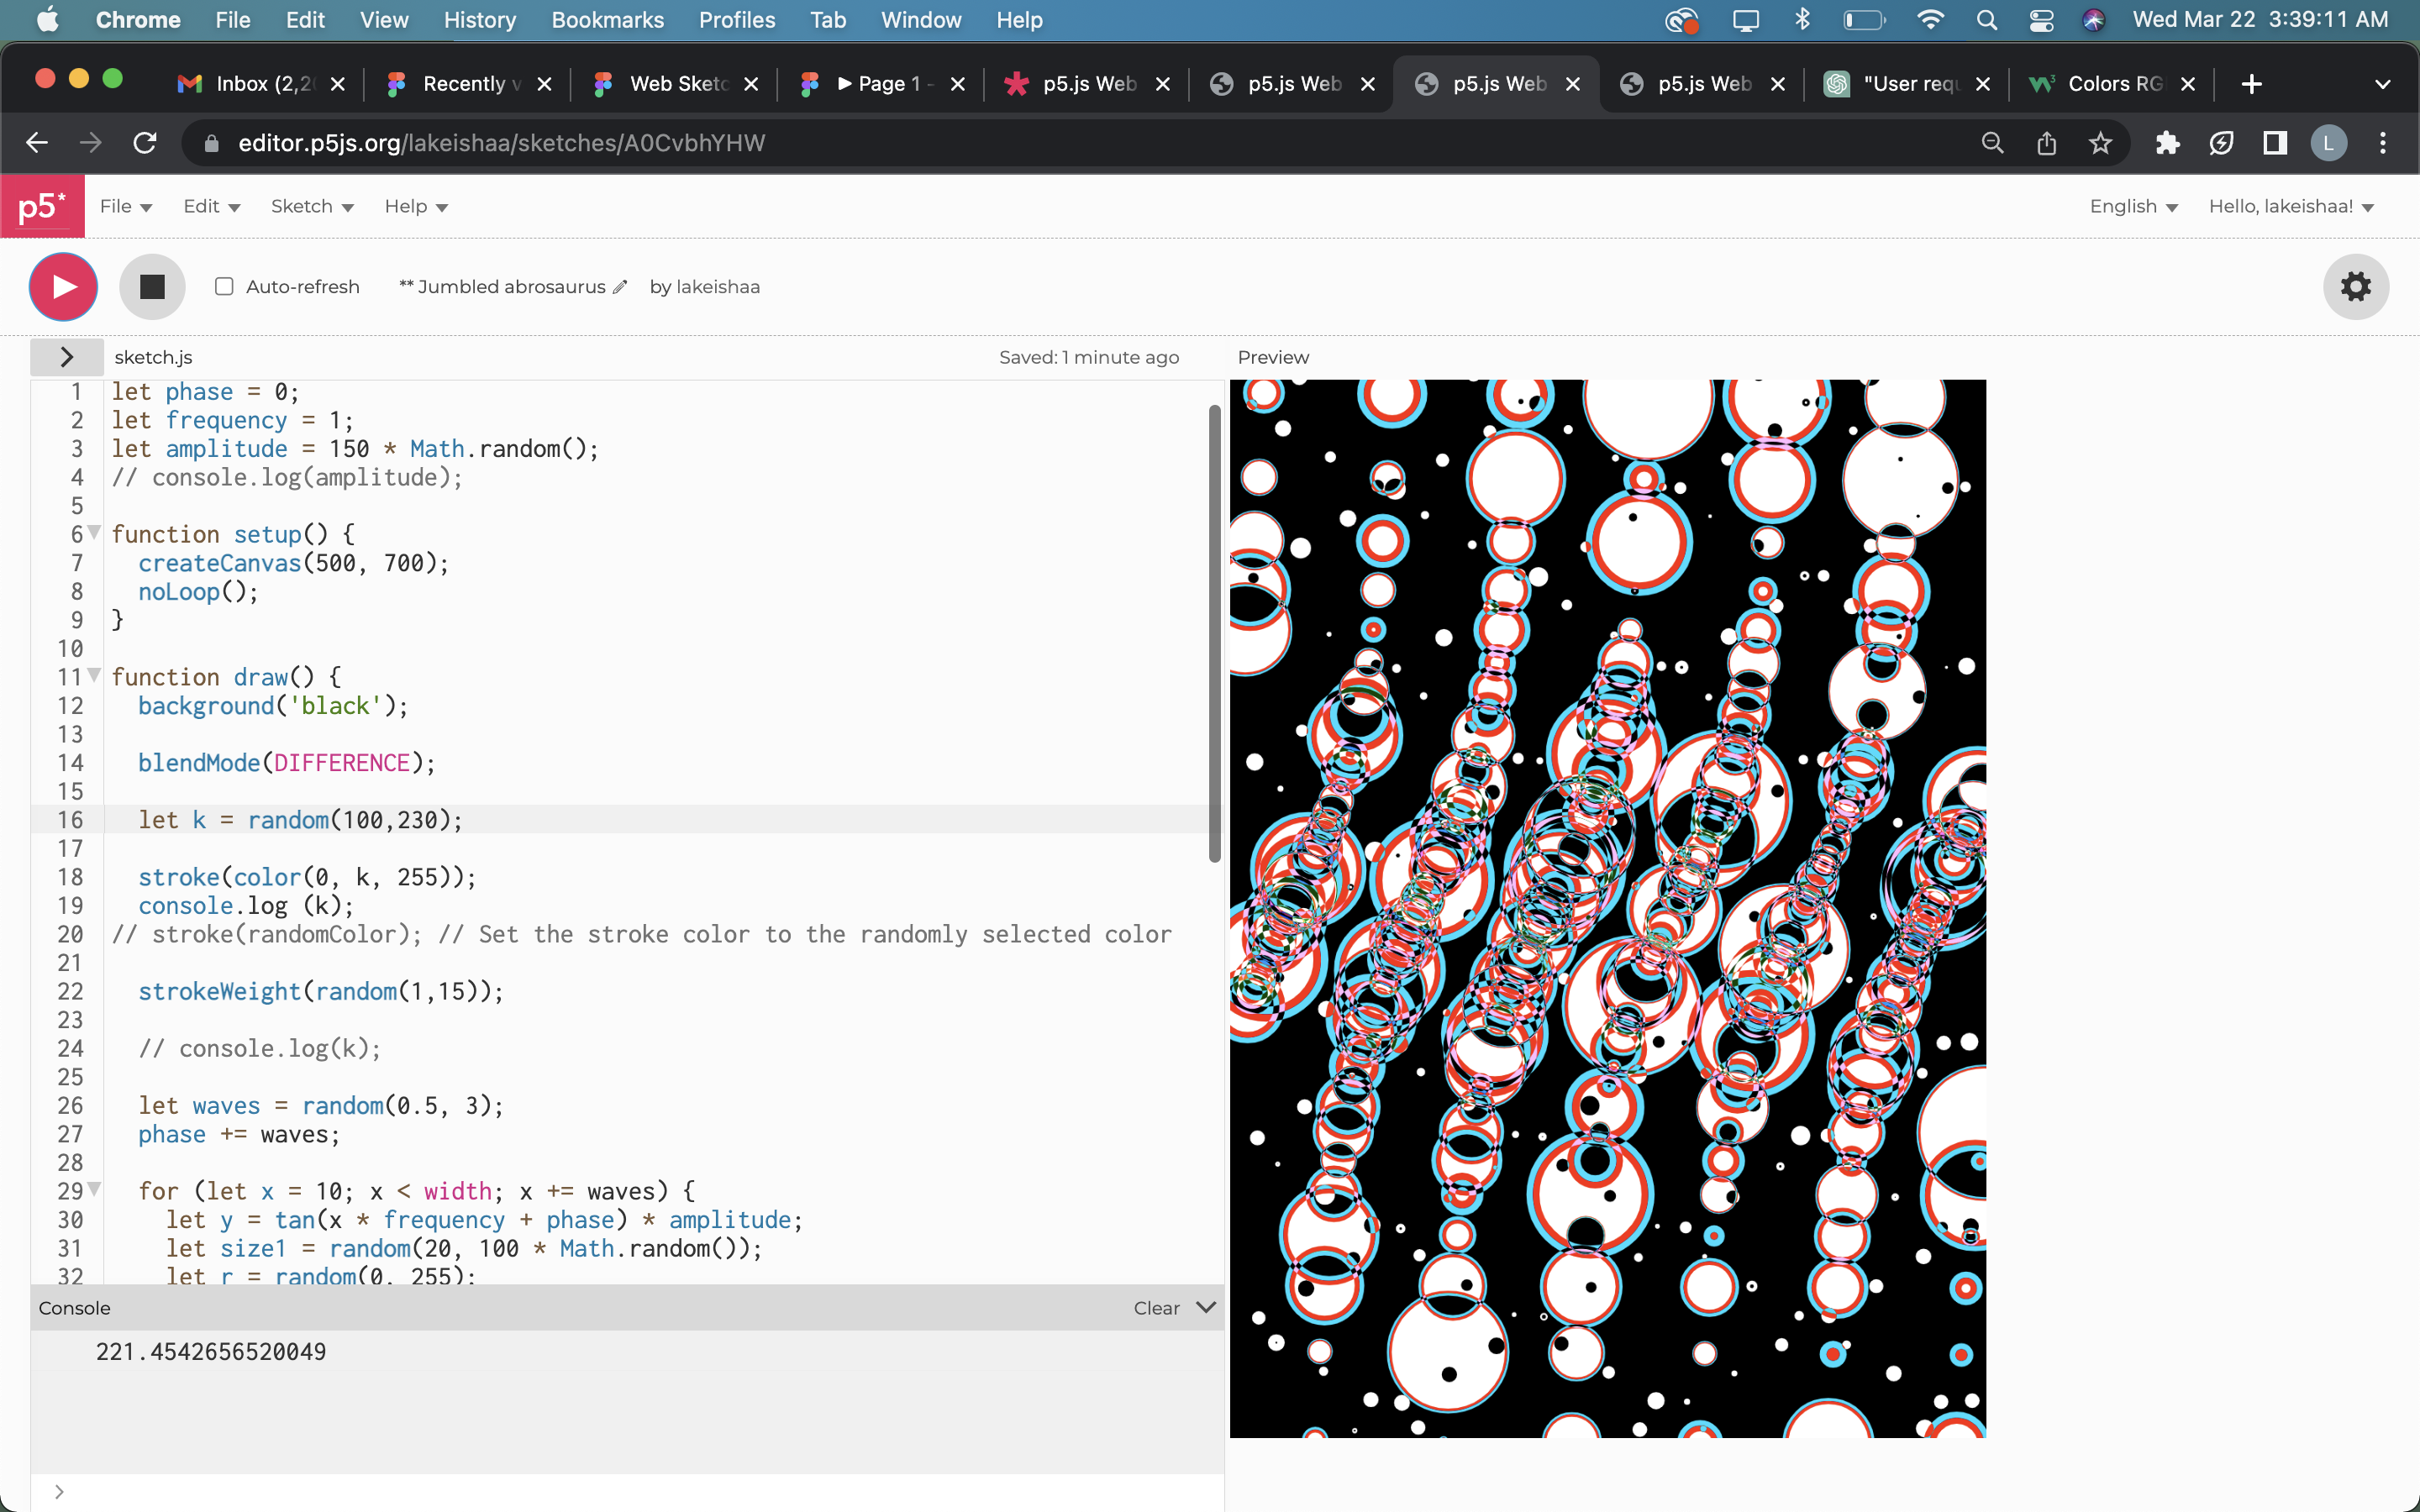 Chrome File Edit View History Bookmarks Profiles Tab Window Help Wed Mar 22 3:39:11 AM
Inbox (2,2 Recently v Web Sketc ▶ Page 1 - p5.js Web p5.js Web p5.js Web p5.js Web "User requ Colors RG
editor.p5js.org/lakeishaa/sketches/A0CvbhYHW L
p5* File Edit Sketch Help English Hello, lakeishaa!
Auto-refresh ** Jumbled abrosaurus by lakeishaa
sketch.js Saved: 1 minute ago Preview
1 let phase = 0;
2 let frequency = 1;
3 let amplitude = 150 * Math.random();
4 // console.log(amplitude);
5
6 function setup() {
7 createCanvas(500, 700);
8 noLoop();
9 }
10
11 function draw() {
12 background('black');
13
14 blendMode(DIFFERENCE);
15
16 let k = random(100,230);
17
18 stroke(color(0, k, 255));
19 console.log (k);
20 // stroke(randomColor); // Set the stroke color to the randomly selected color
21
22 strokeWeight(random(1,15));
23
24 // console.log(k);
25
26 let waves = random(0.5, 3);
27 phase += waves;
28
29 for (let x = 10; x < width; x += waves) {
30 let y = tan(x * frequency + phase) * amplitude;
31 let size1 = random(20, 100 * Math.random());
32 let r = random(0, 255);
Console Clear
221.4542656520049
>